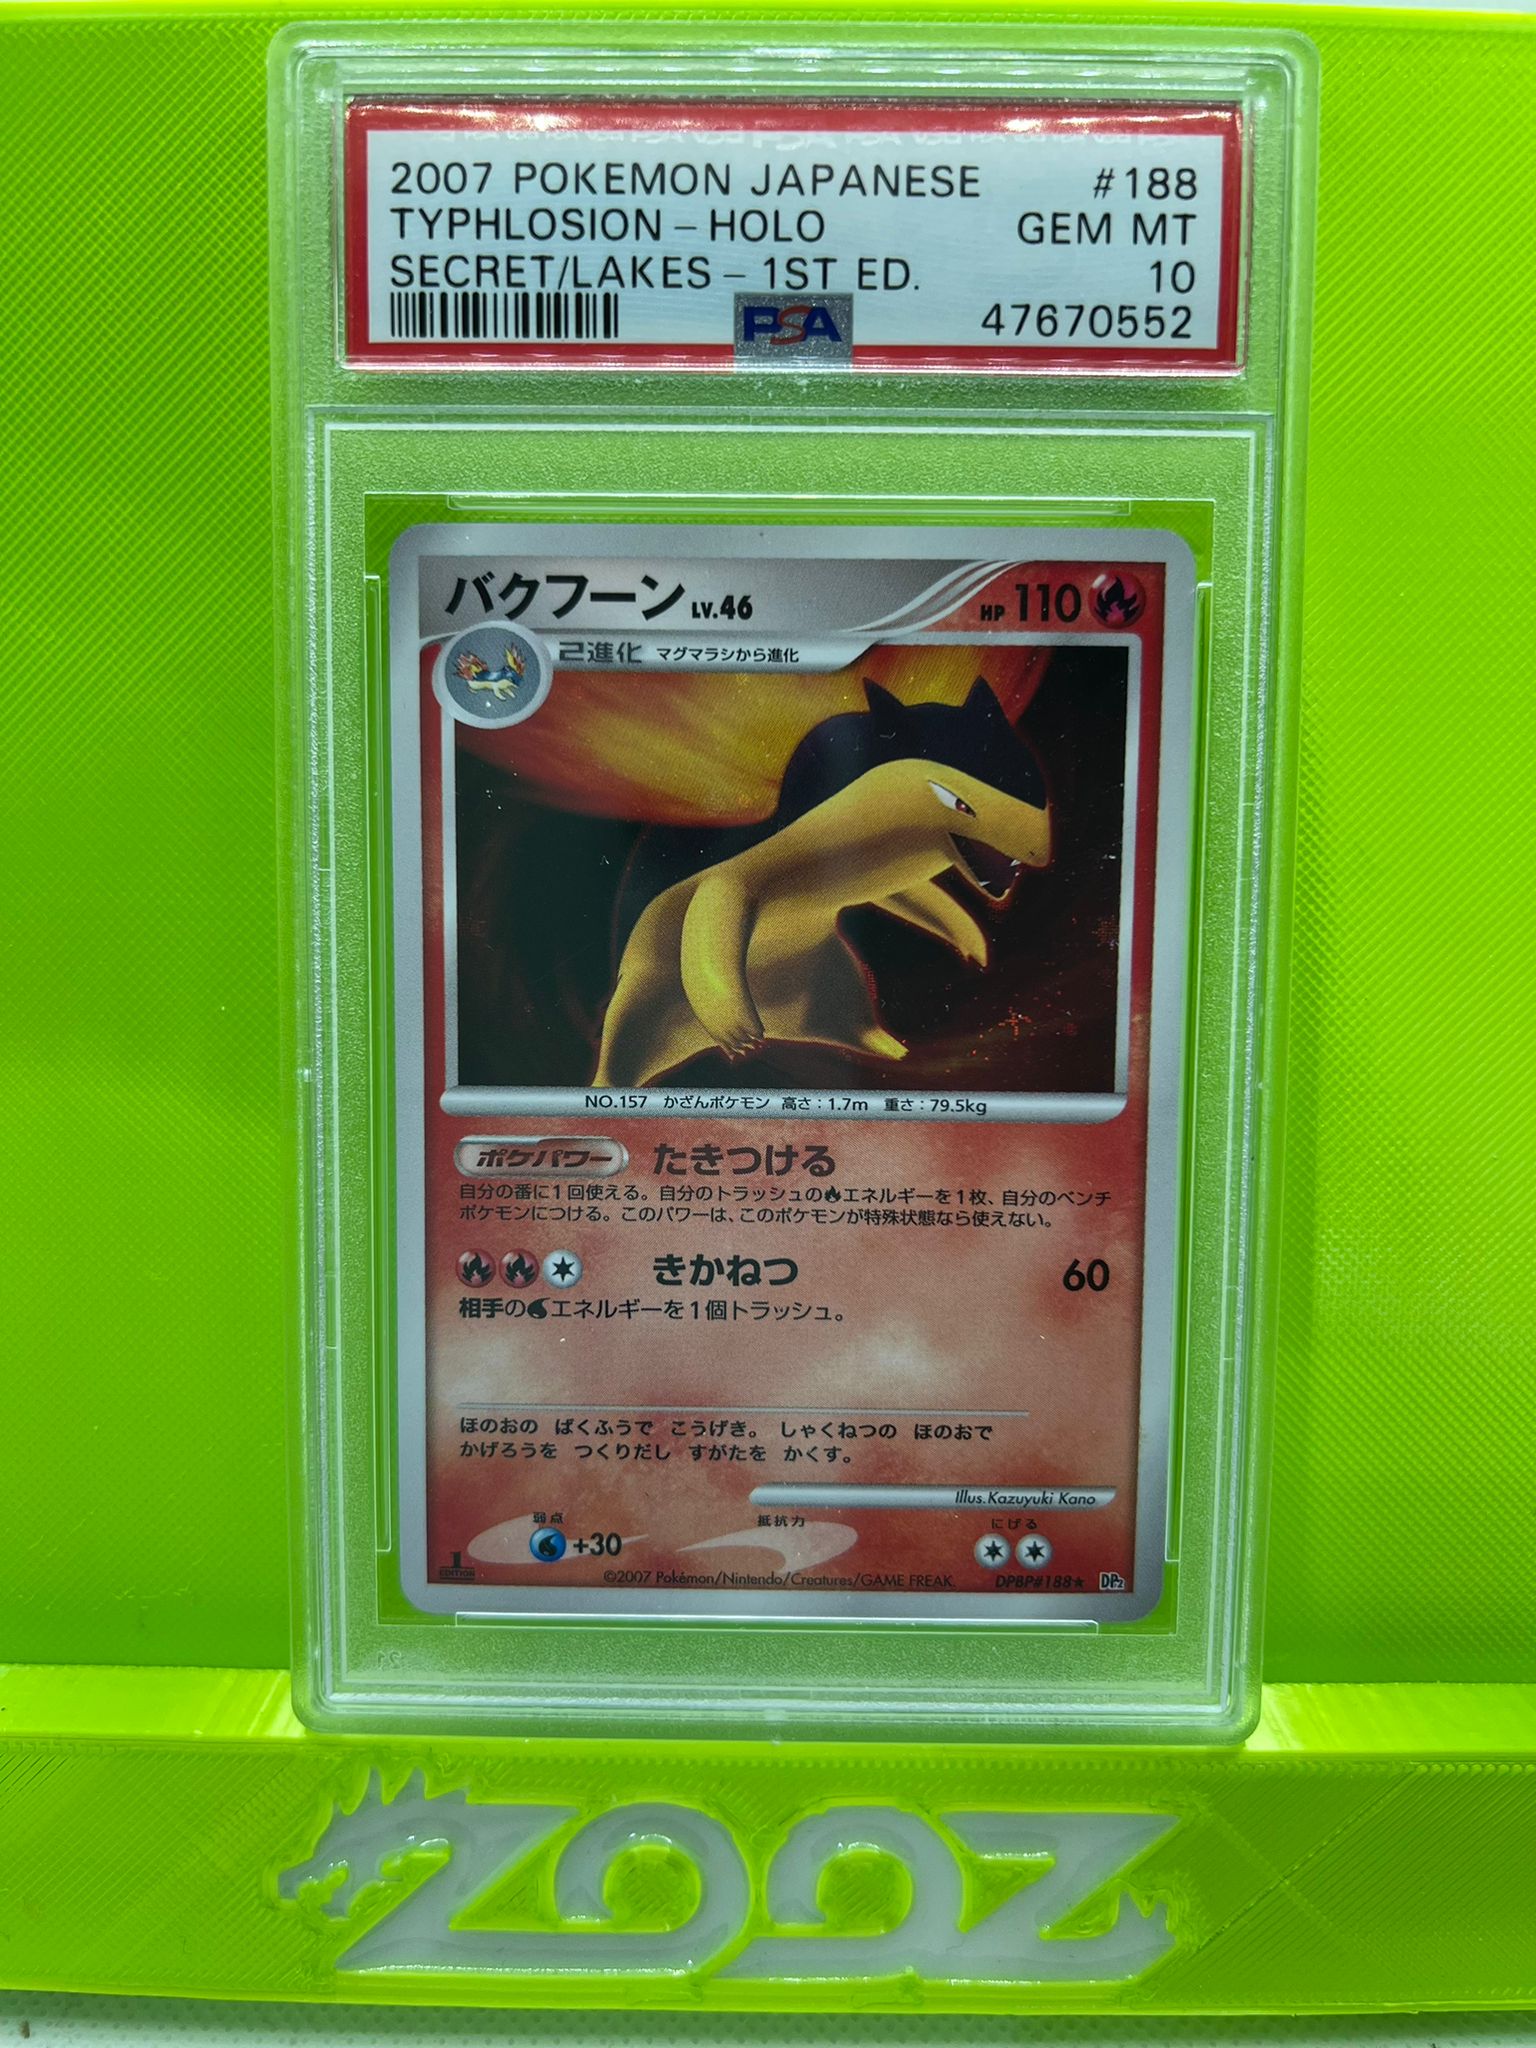 2007 POKEMON JAPANESE #188
TYPHLOSION - HOLO GEM MT
SECRET/LAKES - 1ST ED. 10
PSA 47670552
バクフーン LV.46 HP 110
2進化 マグマラシから進化
NO.157 かざんポケモン 高さ：1.7m 重さ：79.5kg
ポケパワー たきつける
自分の番に1回使える。自分のトラッシュのエネルギーを1枚、自分のベンチ
ポケモンにつける。このパワーは、このポケモンが特殊状態なら使えない。
きかねつ 60
相手のエネルギーを1個トラッシュ。
ほのおの ばくふうで こうげき。 しゃくねつの ほのおで
かげろうを つくりだし すがたを かくす。
Illus.Kazuyuki Kano
弱点 抵抗力 にげる
+30
1 EDITION ©2007 Pokémon/Nintendo/Creatures/GAME FREAK. DPBP#188★ DPt2
ZOOZ